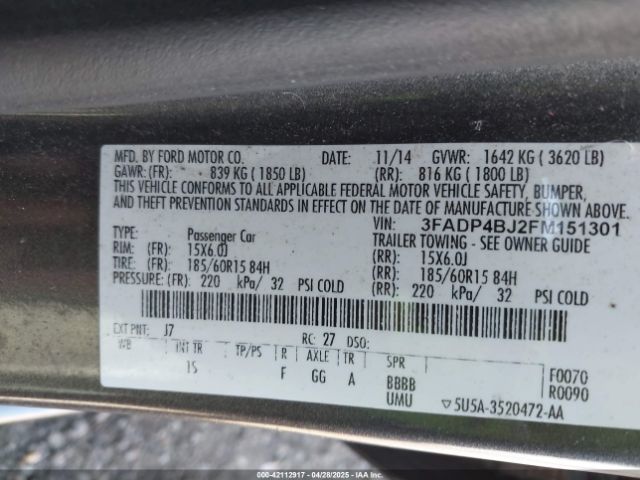 MFD. BY FORD MOTOR CO. DATE: 11/14 GVWR: 1642 KG ( 3620 LB)
GAWR: (FR): 839 KG ( 1850 LB) (RR): 816 KG ( 1800 LB)
THIS VEHICLE CONFORMS TO ALL APPLICABLE FEDERAL MOTOR VEHICLE SAFETY, BUMPER,
AND THEFT PREVENTION STANDARDS IN EFFECT ON THE DATE OF MANUFACTURE SHOWN ABOVE.
VIN: 3FADP4BJ2FM151301
TYPE: Passenger Car TRAILER TOWING - SEE OWNER GUIDE
RIM: (FR): 15X6.0J (RR): 15X6.0J
TIRE: (FR): 185/60R15 84H (RR): 185/60R15 84H
PRESSURE: (FR): 220 kPa/ 32 PSI COLD (RR): 220 kPa/ 32 PSI COLD
EXT PNT: J7 RC: 27 DSO:
WB INT TR TP/PS R AXLE TR SPR F0070
15 F GG A BBBB R0090
UMU ▽5U5A-3520472-AA
000-42112917 - 04/28/2025 - IAAI.COM